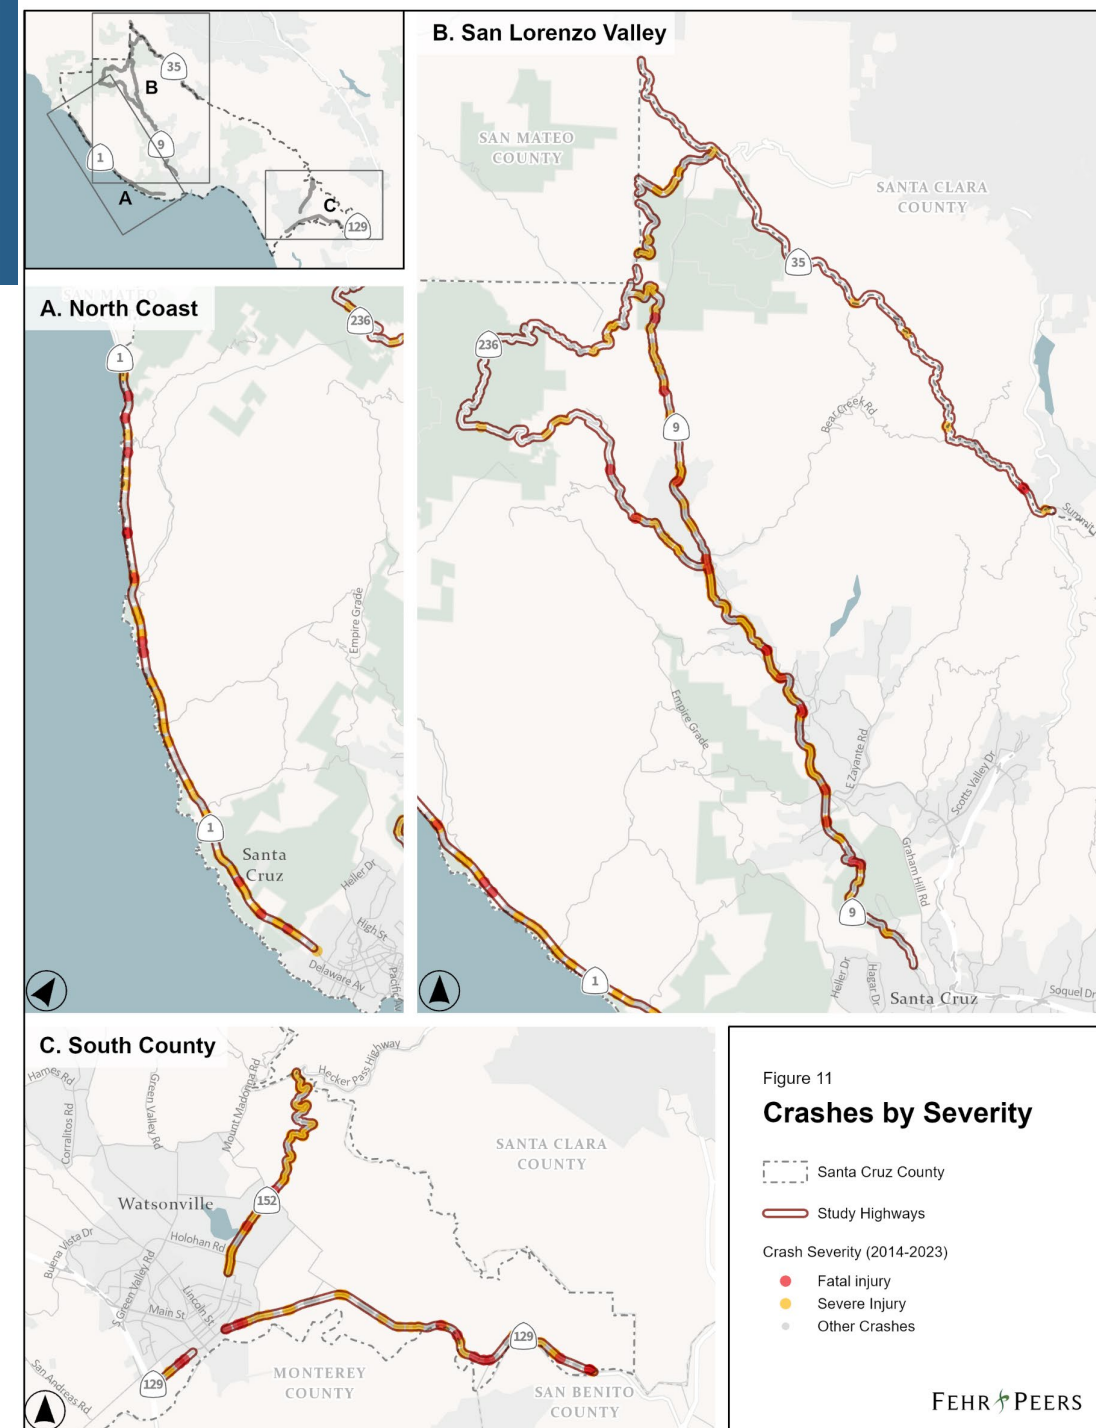 35
B
9
1
A
C
129
B. San Lorenzo Valley
SAN MATEO
COUNTY
SANTA CLARA
COUNTY
35
236
9
Bear Creek Rd
Summit
Empire Grade
E Zayante Rd
Scotts Valley Dr
Graham Hill Rd
9
Heller Dr
Hagar Dr
Santa Cruz
Soquel Dr
1
A. North Coast
236
1
Empire Grade
1
Santa
Cruz
Heller Dr
High St
Delaware Av
Pacific Av
C. South County
Hames Rd
Corralitos Rd
Green Valley Rd
Mount Madonna Rd
Hecker Pass Highway
SANTA CLARA
COUNTY
152
Watsonville
Holohan Rd
Buena Vista Dr
S Green Valley Rd
Lincoln St
Main St
129
San Andreas Rd
129
MONTEREY
COUNTY
SAN BENITO
COUNTY
Figure 11
Crashes by Severity
Santa Cruz County
Study Highways
Crash Severity (2014-2023)
Fatal injury
Severe Injury
Other Crashes
FEHR PEERS